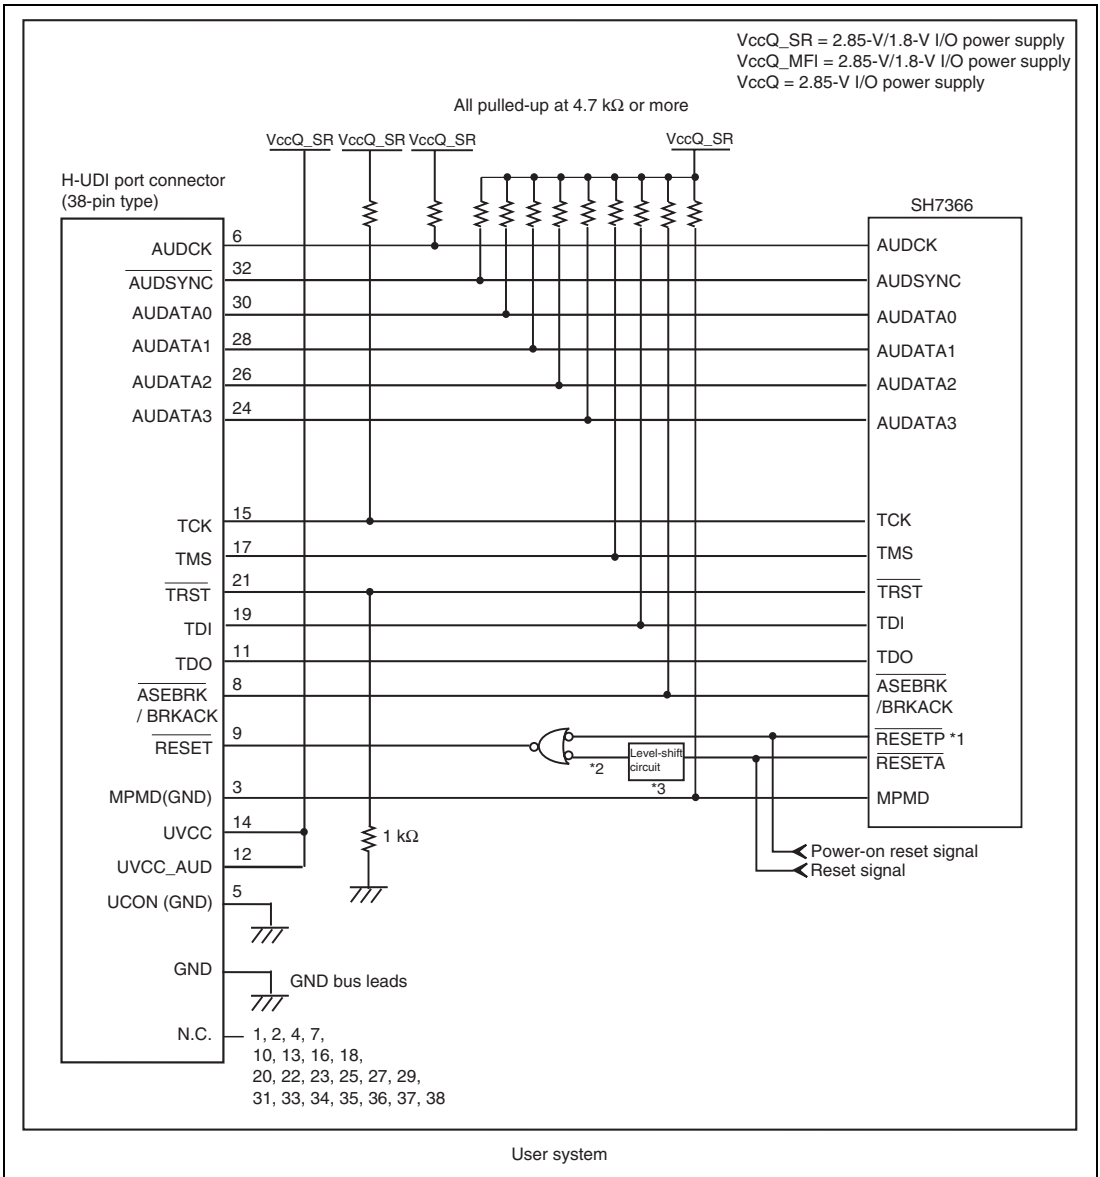 VccQ_SR = 2.85-V/1.8-V I/O power supply
VccQ_MFI = 2.85-V/1.8-V I/O power supply
VccQ = 2.85-V I/O power supply
All pulled-up at 4.7 kΩ or more
VccQ_SR VccQ_SR VccQ_SR VccQ_SR
H-UDI port connector
(38-pin type)
SH7366
AUDCK 6 AUDCK
AUDSYNC 32 AUDSYNC
AUDATA0 30 AUDATA0
AUDATA1 28 AUDATA1
AUDATA2 26 AUDATA2
AUDATA3 24 AUDATA3
TCK 15 TCK
TMS 17 TMS
TRST 21 TRST
TDI 19 TDI
TDO 11 TDO
ASEBRK 8 ASEBRK
/ BRKACK /BRKACK
RESET 9 RESETP *1
*2 Level-shift RESETA
circuit
*3
MPMD(GND) 3 MPMD
UVCC 14 1 kΩ
Power-on reset signal
UVCC_AUD 12 Reset signal
UCON (GND) 5
GND GND bus leads
N.C. 1, 2, 4, 7,
10, 13, 16, 18,
20, 22, 23, 25, 27, 29,
31, 33, 34, 35, 36, 37, 38
User system